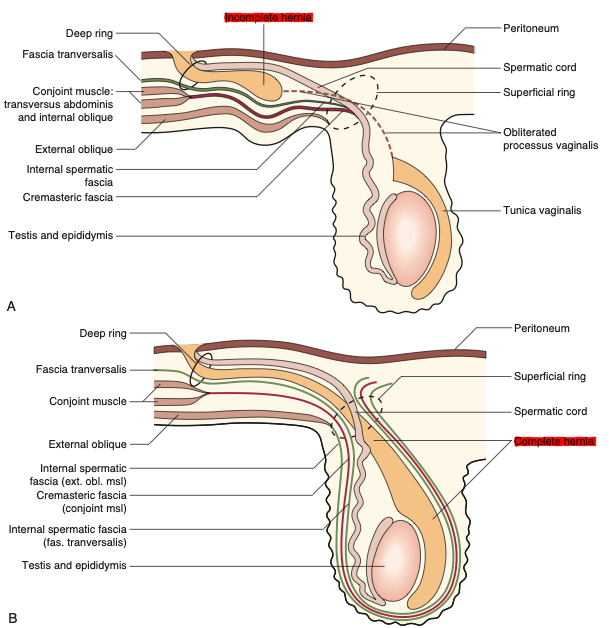 Incomplete hernia
Deep ring
Peritoneum
Fascia tranversalis
Spermatic cord
Conjoint muscle:
transversus abdominis
and internal oblique
Superficial ring
Obliterated
processus vaginalis
External oblique
Internal spermatic
fascia
Cremasteric fascia
Tunica vaginalis
Testis and epididymis
A
Deep ring
Peritoneum
Fascia tranversalis
Superficial ring
Conjoint muscle
Spermatic cord
External oblique
Complete hernia
Internal spermatic
fascia (ext. obl. msl)
Cremasteric fascia
(conjoint msl)
Internal spermatic fascia
(fas. tranversalis)
Testis and epididymis
B